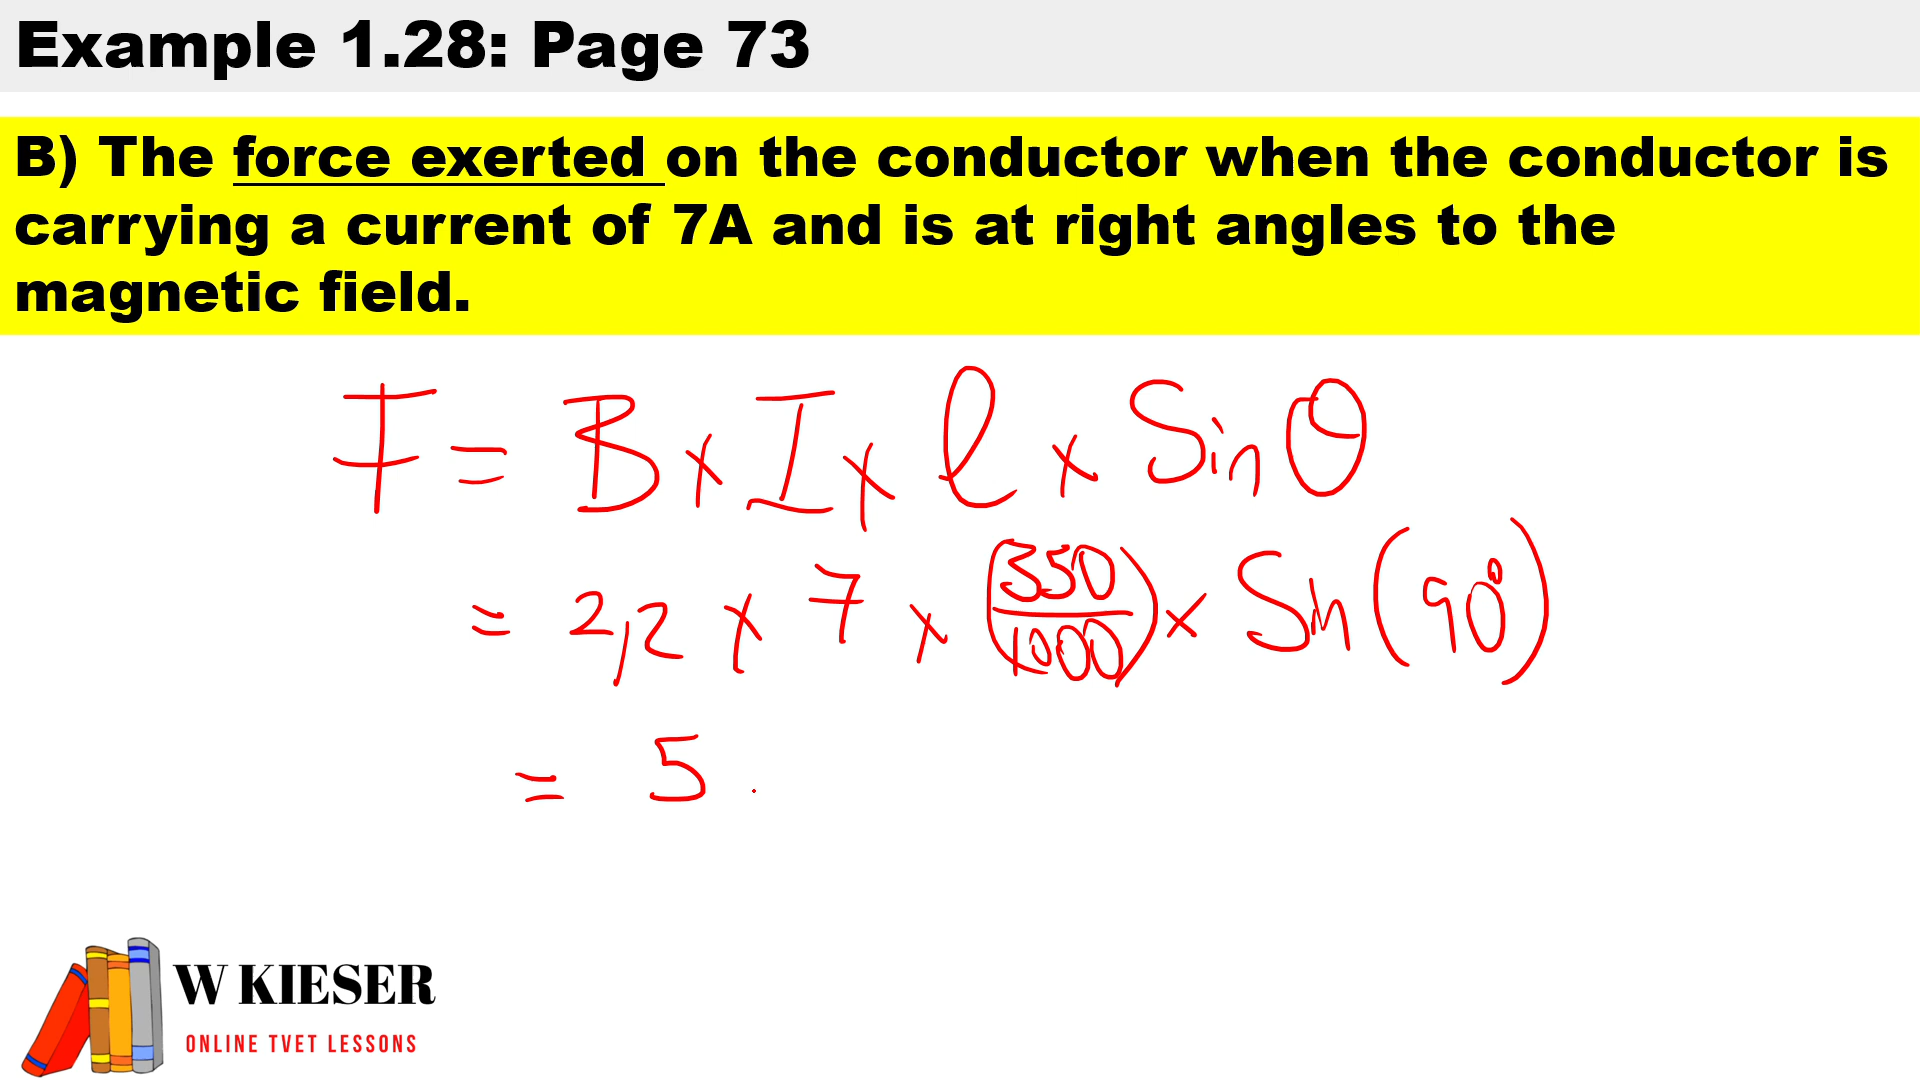 Example 1.28: Page 73
B) The force exerted on the conductor when the conductor is
carrying a current of 7A and is at right angles to the
magnetic field.
F = B x I x l x Sin θ
= 2,2 x 7 x (350/1000) x Sin (90°)
= 5 .
W KIESER
ONLINE TVET LESSONS